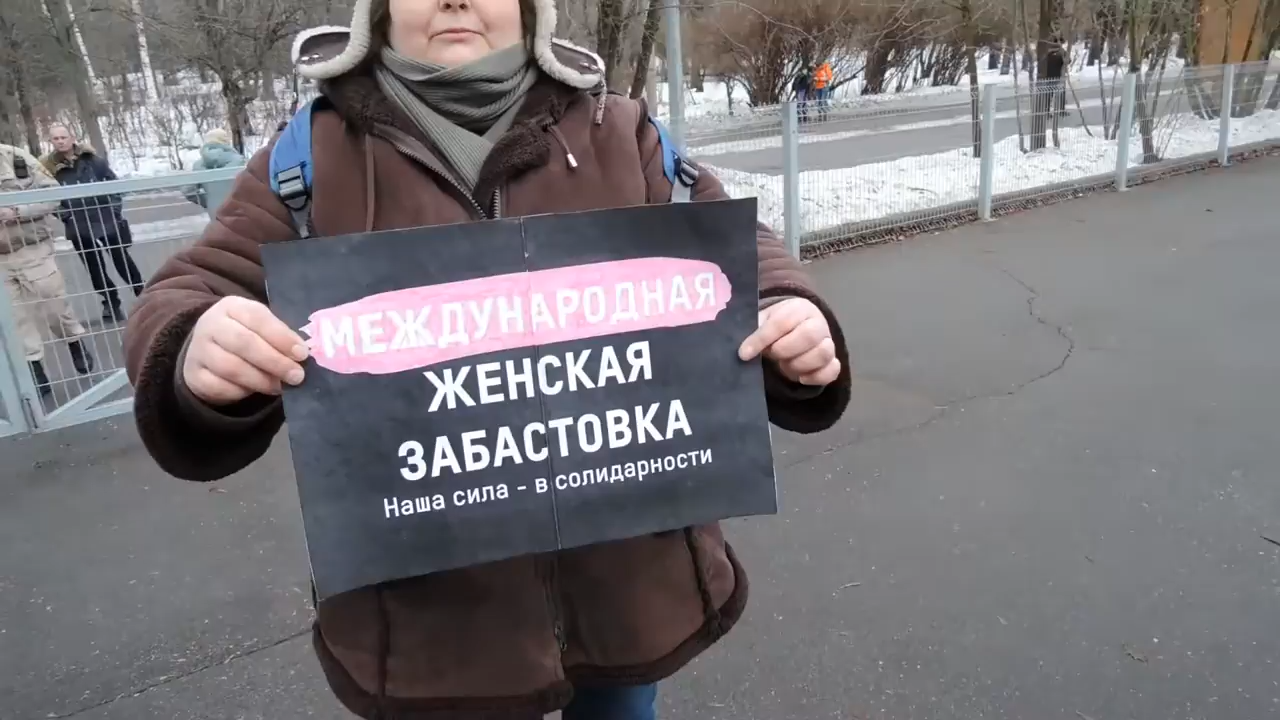 МЕЖДУНАРОДНАЯ
ЖЕНСКАЯ
ЗАБАСТОВКА
Наша сила - в солидарности